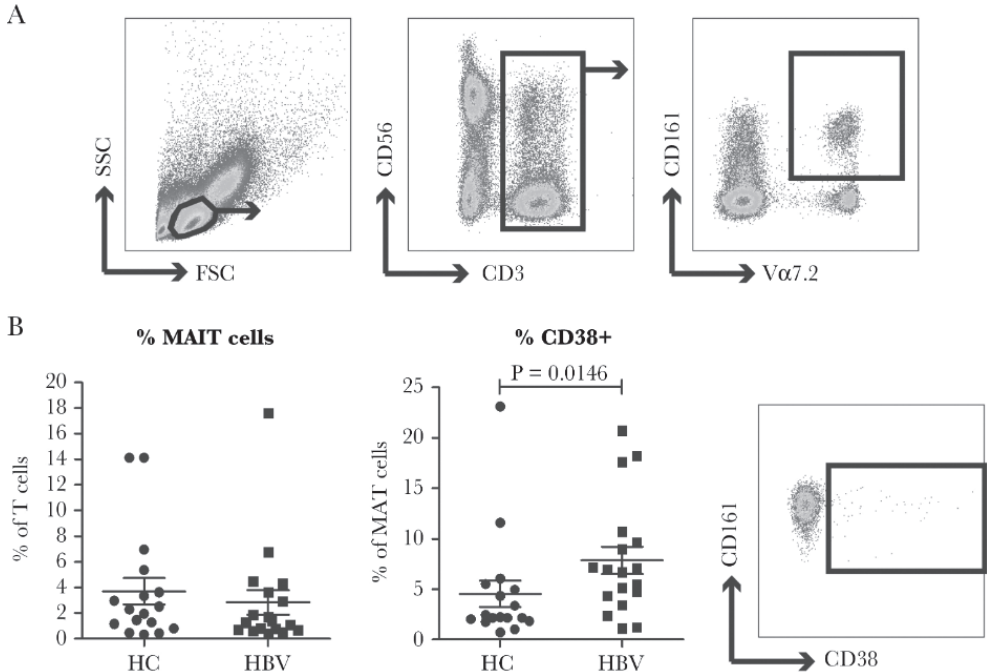 A
SSC
FSC
CD56
CD3
CD161
Vα7.2
B
% MAIT cells
% of T cells
20
18
16
14
12
10
8
6
4
2
0
HC
HBV
% CD38+
P = 0.0146
% of MAT cells
25
20
15
10
5
0
HC
HBV
CD161
CD38